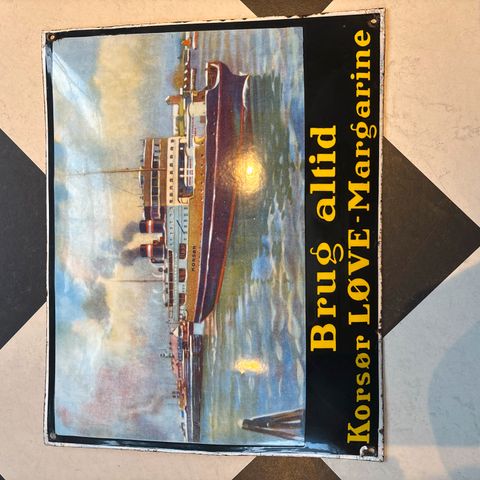 KORSØR
Brug altid
Korsør LØVE-Margarine